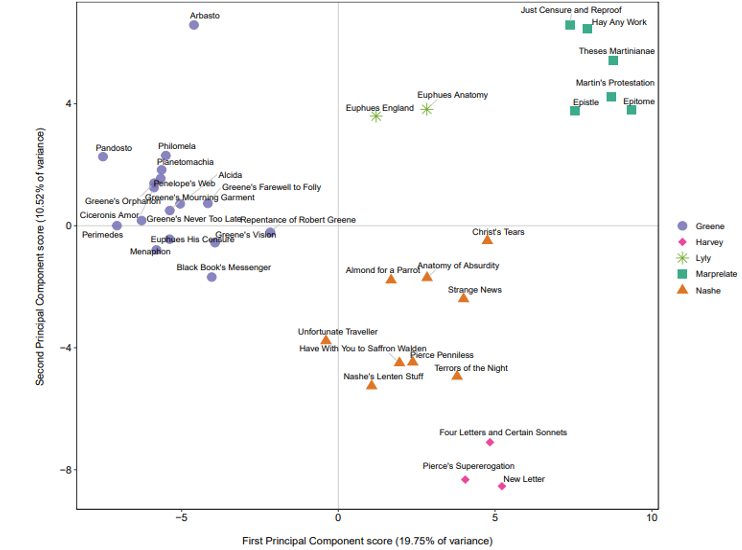 Just Censure and Reproof
Arbasto
Hay Any Work
Theses Martinianae
Martin's Protestation
Euphues Anatomy
Epistle
Epitome
4
Euphues England
Pandosto
Philomela
Planetomachia
Alcida
Penelope's Web
Greene's Farewell to Folly
Greene's Orphanon
Greene's Mourning Garment
Ciceronis Amor
Greene's Never Too Late
Repentance of Robert Greene
0
Perimedes
Euphues His Censure
Greene's Vision
Christ's Tears
Menaphon
Black Book's Messenger
Almond for a Parrot
Anatomy of Absurdity
Strange News
Unfortunate Traveller
−4
Have With You to Saffron Walden
Pierce Penniless
Terrors of the Night
Nashe's Lenten Stuff
Four Letters and Certain Sonnets
−8
Pierce's Supererogation
New Letter
−5
0
5
10
First Principal Component score (19.75% of variance)
Second Principal Component score (10.52% of variance)
Greene
Harvey
Lyly
Marprelate
Nashe